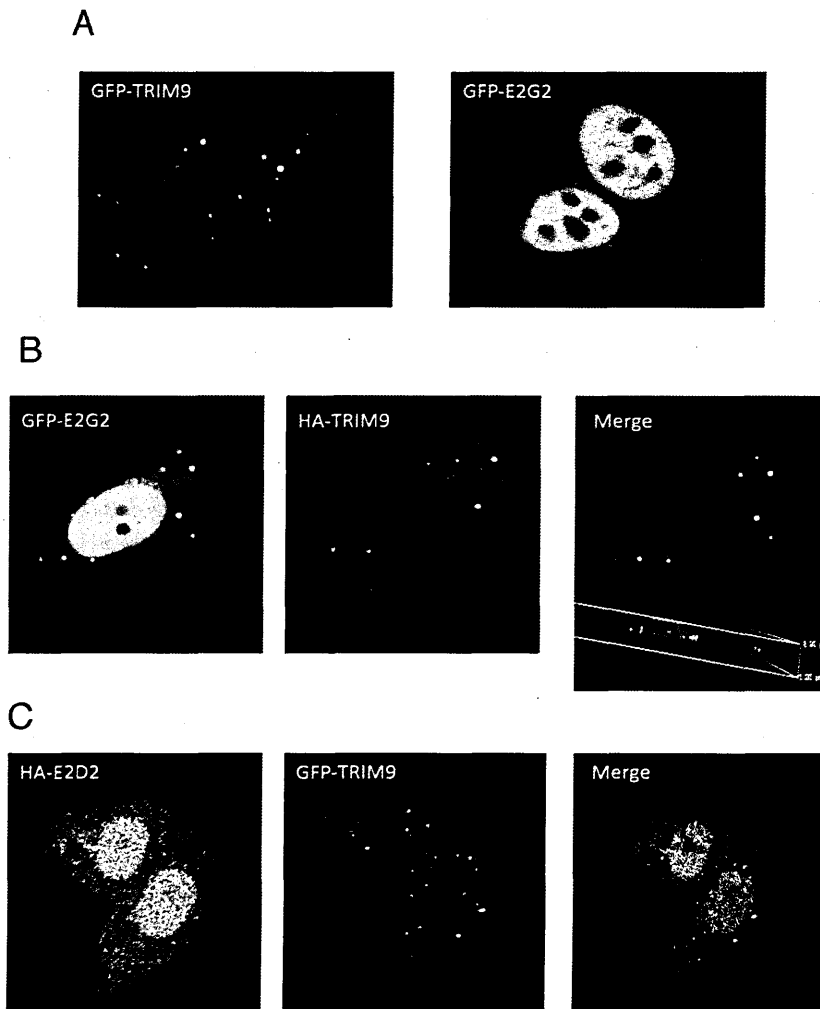 A
GFP-TRIM9
GFP-E2G2
B
GFP-E2G2
HA-TRIM9
Merge
C
HA-E2D2
GFP-TRIM9
Merge